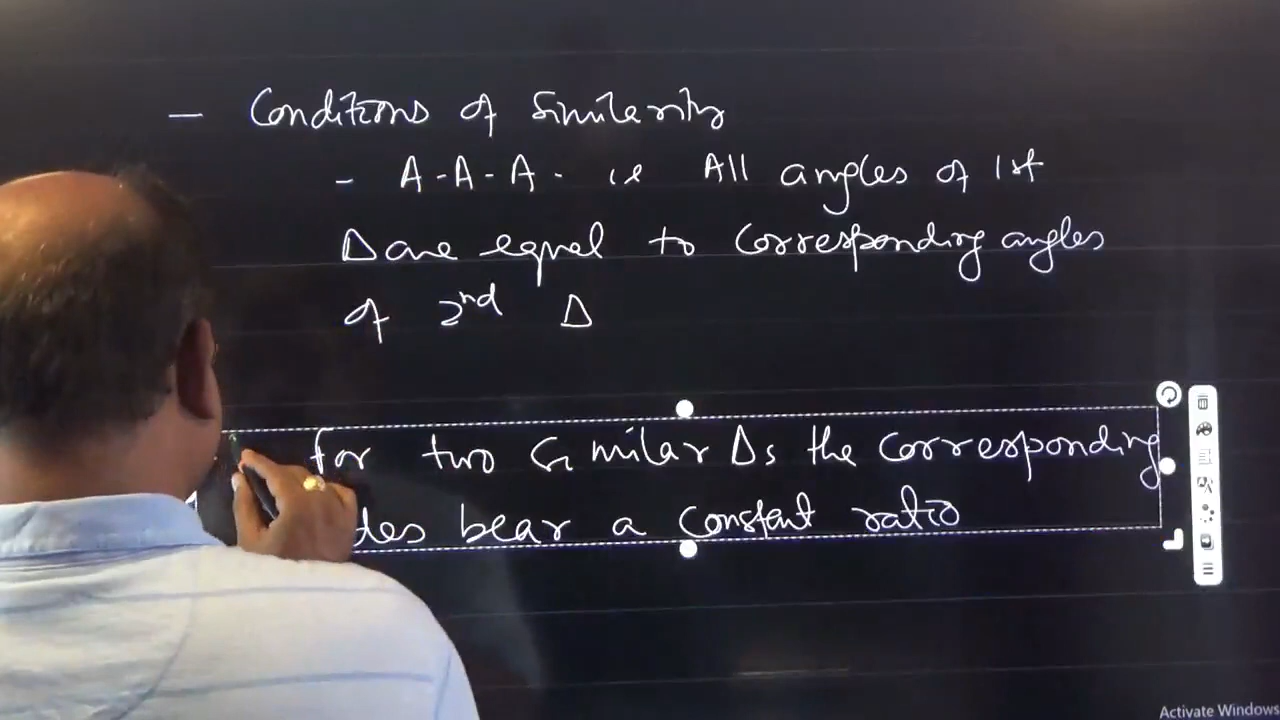 — Conditions of Similarity
- A-A-A- ie All angles of 1st
Δ are equal to corresponding angles
of 2nd Δ
for two Similar Δs the corresponding
des bear a constant ratio
Activate Windows